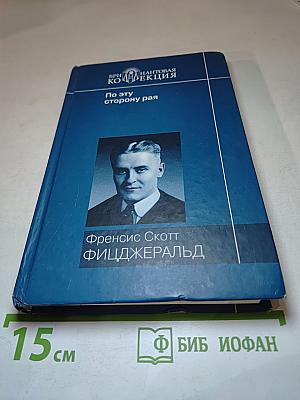 БРИЛЛИАНТОВАЯ
КОЛЛЕКЦИЯ
По эту
сторону рая
Френсис Скотт
ФИЦДЖЕРАЛЬД
15 см
Ф БИБ ИОФАН